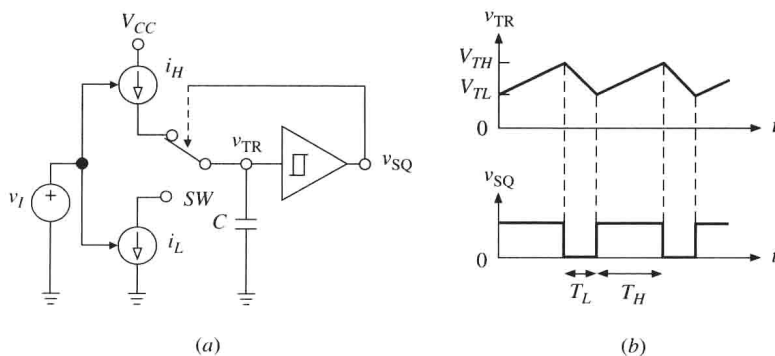 V_CC
i_H
v_TR
v_SQ
v_I
SW
C
i_L
(a)
v_TR
V_TH
V_TL
0
t
v_SQ
0
t
T_L
T_H
(b)